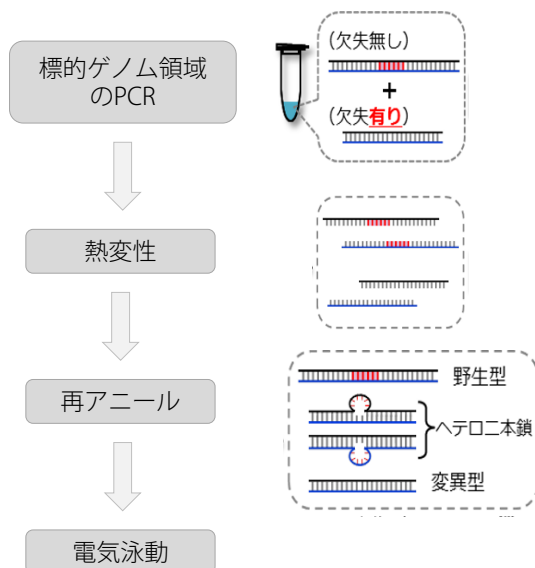 標的ゲノム領域
のPCR
(欠失無し)
+
(欠失有り)
熱変性
再アニール
野生型
ヘテロ二本鎖
変異型
電気泳動